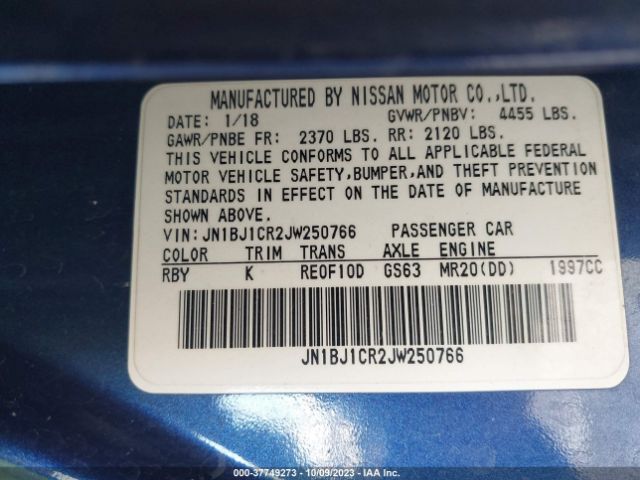 MANUFACTURED BY NISSAN MOTOR CO.,LTD.
DATE: 1/18 GVWR/PNBV: 4455 LBS.
GAWR/PNBE FR: 2370 LBS. RR: 2120 LBS.
THIS VEHICLE CONFORMS TO ALL APPLICABLE FEDERAL
MOTOR VEHICLE SAFETY,BUMPER,AND THEFT PREVENTION
STANDARDS IN EFFECT ON THE DATE OF MANUFACTURE
SHOWN ABOVE.
VIN: JN1BJ1CR2JW250766 PASSENGER CAR
COLOR TRIM TRANS AXLE ENGINE
RBY K RE0F10D GS63 MR20(DD) 1997CC
JN1BJ1CR2JW250766
000-37749273 - 10/09/2023 - IAA Inc.